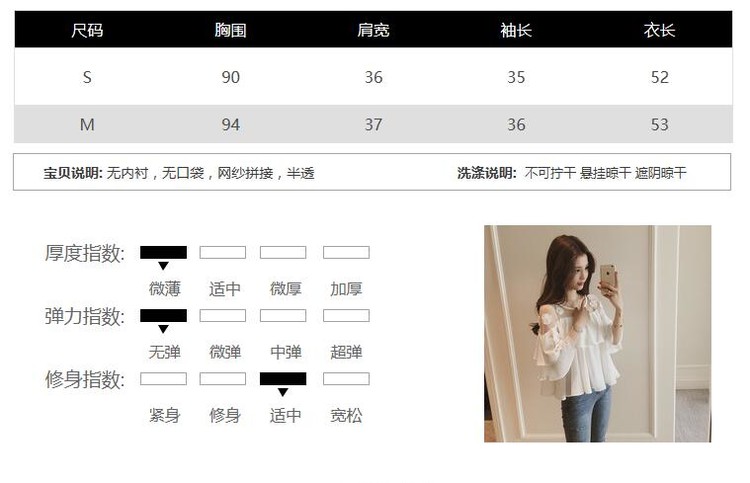 尺码 胸围 肩宽 袖长 衣长
S 90 36 35 52
M 94 37 36 53
宝贝说明: 无内衬，无口袋，网纱拼接，半透 洗涤说明: 不可拧干 悬挂晾干 遮阴晾干
厚度指数:
微薄 适中 微厚 加厚
弹力指数:
无弹 微弹 中弹 超弹
修身指数:
紧身 修身 适中 宽松